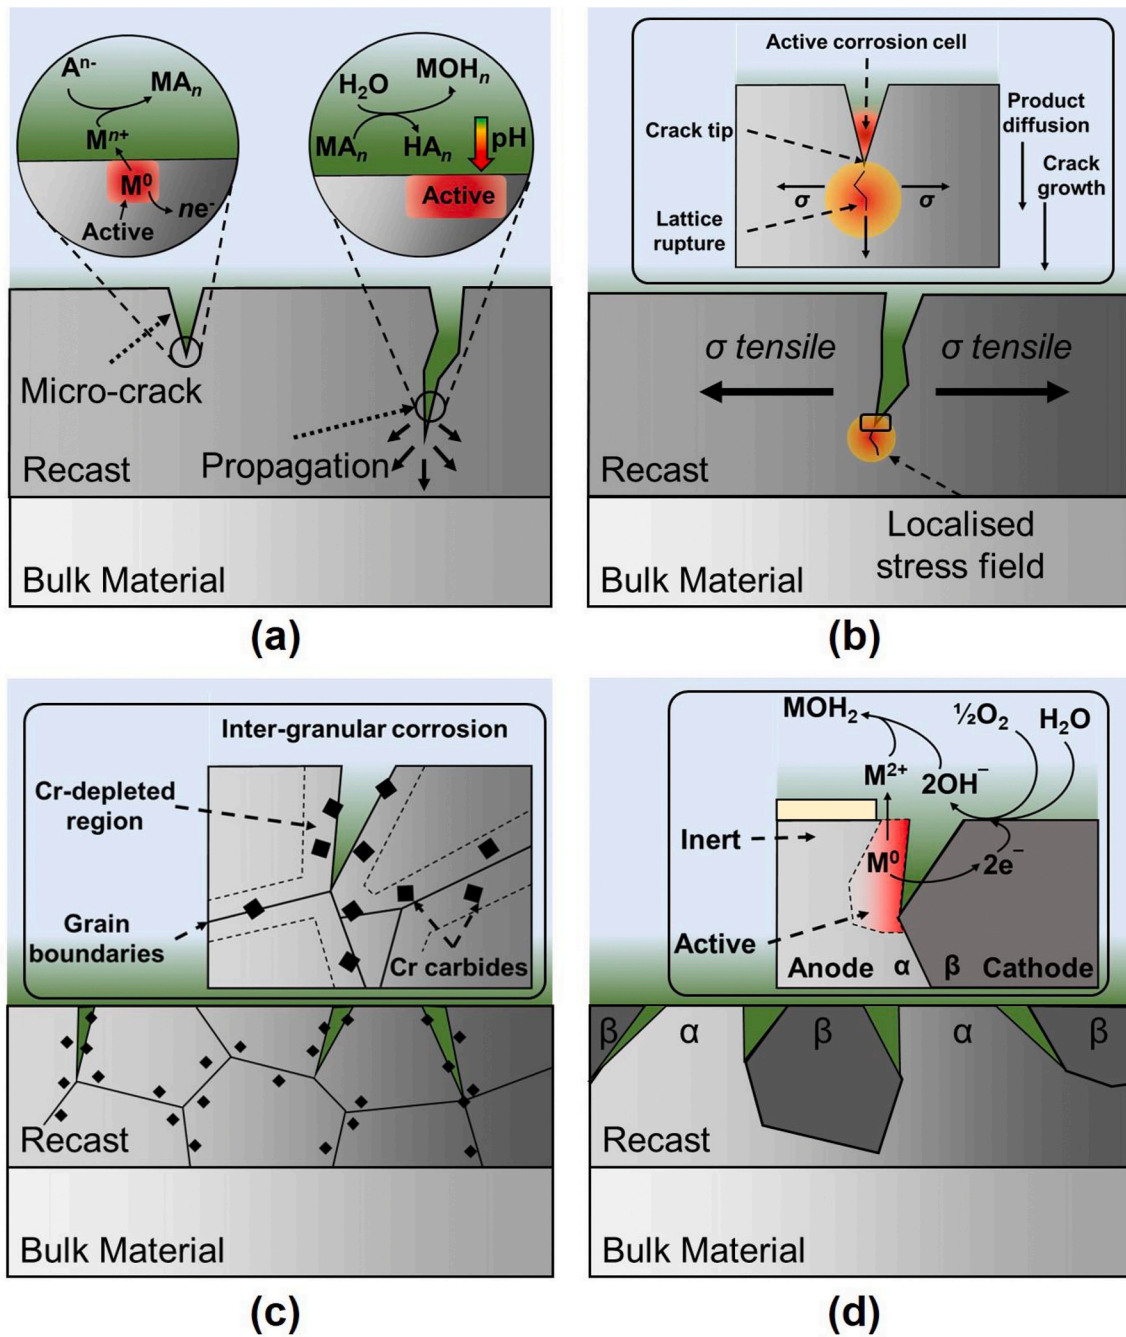 Aⁿ⁻
MAₙ
Mⁿ⁺
M⁰
ne⁻
Active
H₂O
MOHₙ
MAₙ
HAₙ
pH
Active
Micro-crack
Propagation
Recast
Bulk Material
(a)
Active corrosion cell
Crack tip
Product
diffusion
Crack
growth
σ
σ
Lattice
rupture
σ tensile
σ tensile
Recast
Localised
stress field
Bulk Material
(b)
Inter-granular corrosion
Cr-depleted
region
Grain
boundaries
Cr carbides
Recast
Bulk Material
(c)
MOH₂
½O₂
H₂O
M²⁺
2OH⁻
Inert
M⁰
2e⁻
Active
Anode
α
β
Cathode
β
α
β
α
β
Recast
Bulk Material
(d)